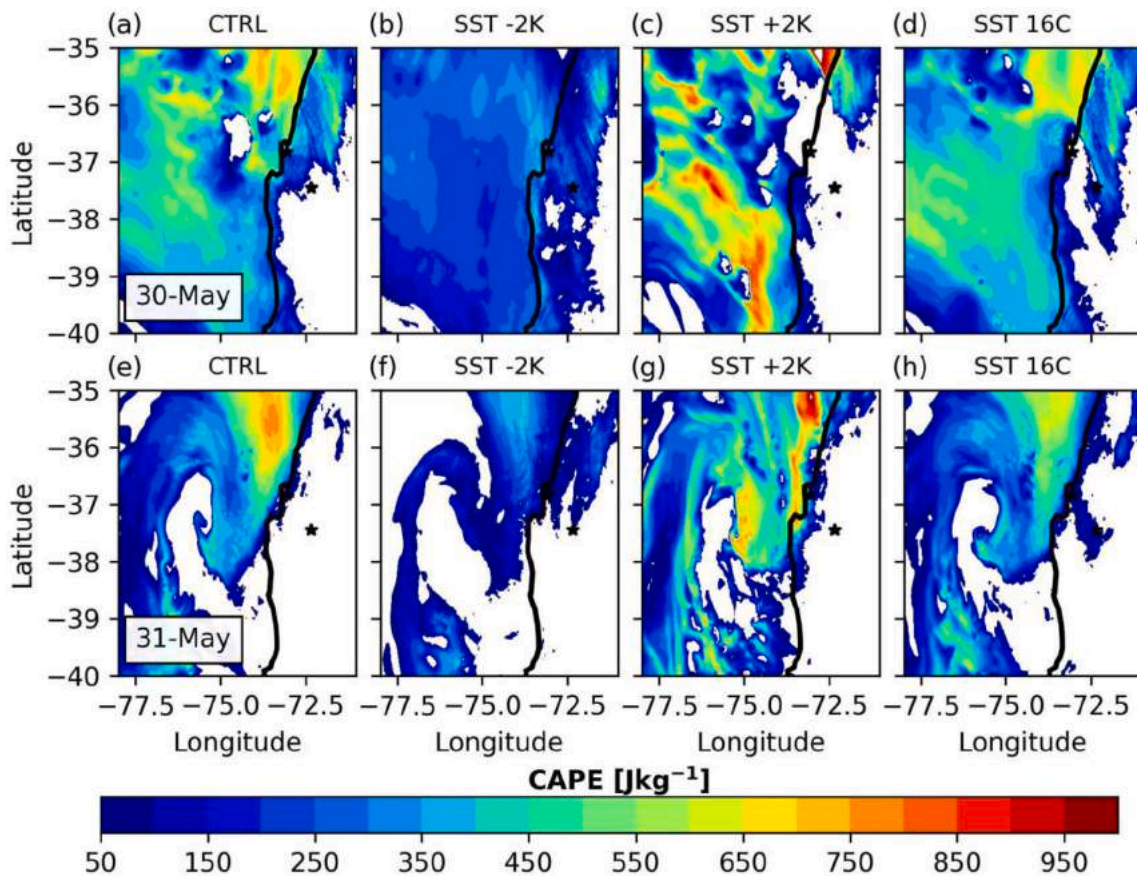 (a) CTRL (b) SST -2K (c) SST +2K (d) SST 16C
−35
−36
−37
−38
−39
−40
Latitude
30-May
(e) CTRL (f) SST -2K (g) SST +2K (h) SST 16C
−35
−36
−37
−38
−39
−40
Latitude
31-May
−77.5 −75.0 −72.5 −77.5 −75.0 −72.5 −77.5 −75.0 −72.5 −77.5 −75.0 −72.5
Longitude Longitude Longitude Longitude
CAPE [Jkg⁻¹]
50 150 250 350 450 550 650 750 850 950